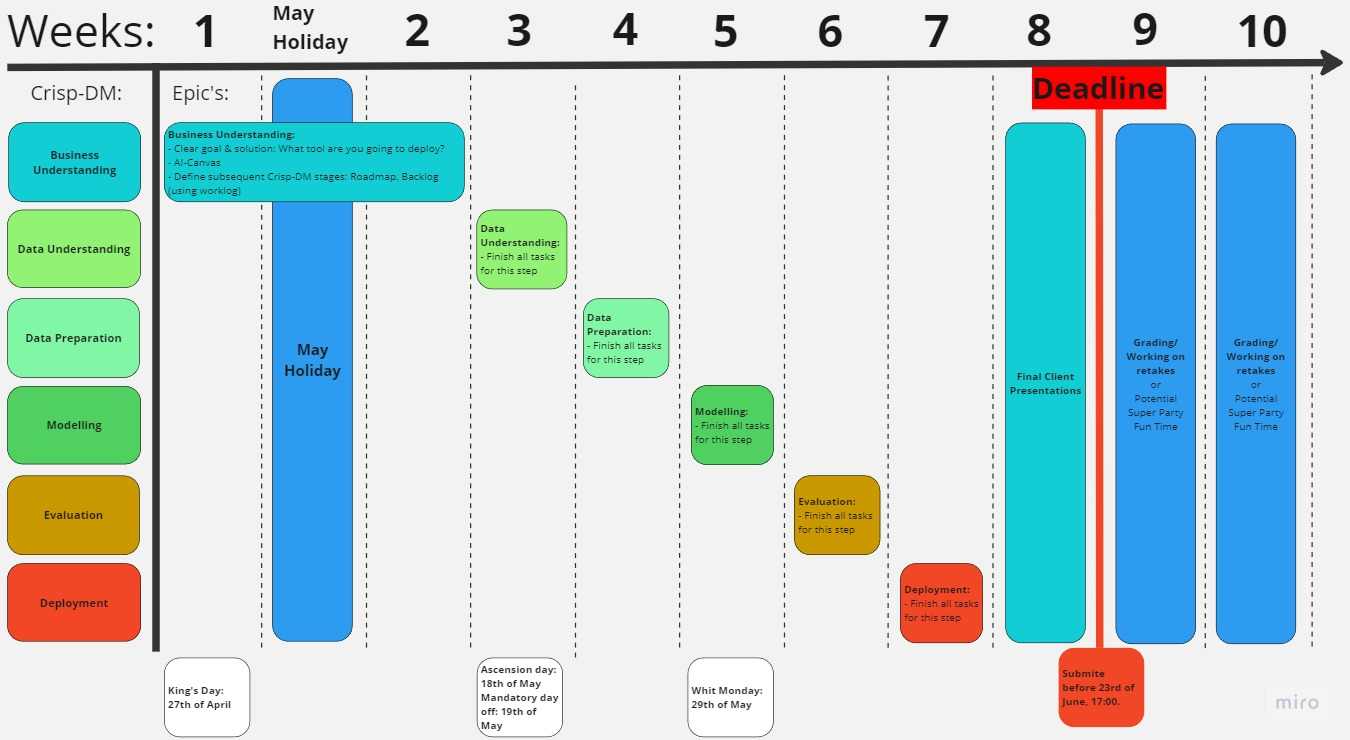 Weeks:
1
May
Holiday
2
3
4
5
6
7
8
9
10
Deadline
Crisp-DM:
Epic's:
Business
Understanding
Business Understanding:
- Clear goal & solution: What tool are you going to deploy?
- AI-Canvas
- Define subsequent Crisp-DM stages: Roadmap, Backlog
(using worklog)
Data Understanding
Data
Understanding:
- Finish all tasks
for this step
Data Preparation
Data
Preparation:
- Finish all tasks
for this step
May
Holiday
Modelling
Modelling:
- Finish all tasks
for this step
Final Client
Presentations
Grading/
Working on
retakes
or
Potential
Super Party
Fun Time
Grading/
Working on
retakes
or
Potential
Super Party
Fun Time
Evaluation
Evaluation:
- Finish all tasks
for this step
Deployment
Deployment:
- Finish all tasks
for this step
King's Day:
27th of April
Ascension day:
18th of May
Mandatory day
off: 19th of
May
Whit Monday:
29th of May
Submite
before 23rd of
June, 17:00.
miro